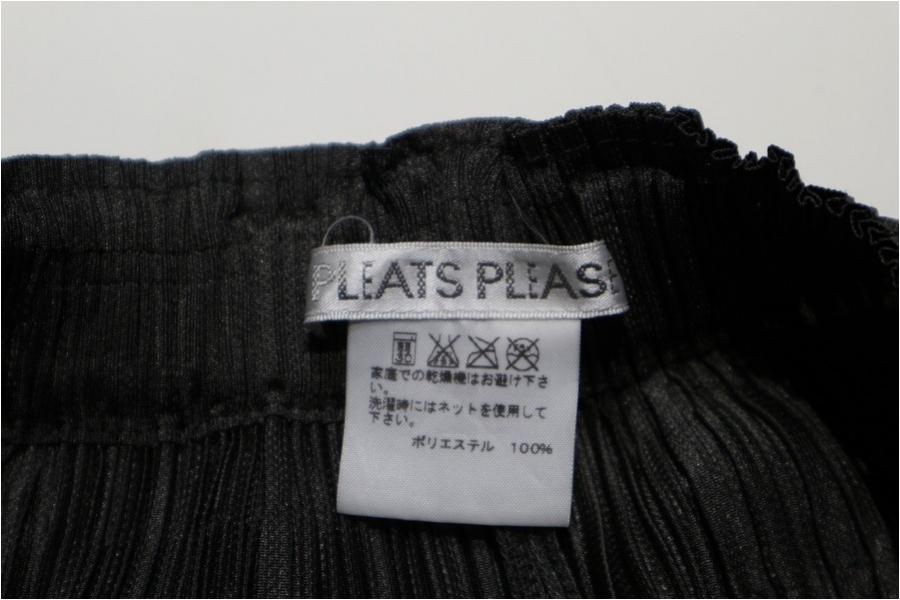 PLEATS PLEASE
家庭での乾燥機はお避け下さ
い。
洗濯時にはネットを使用して
下さい。
ポリエステル 100%